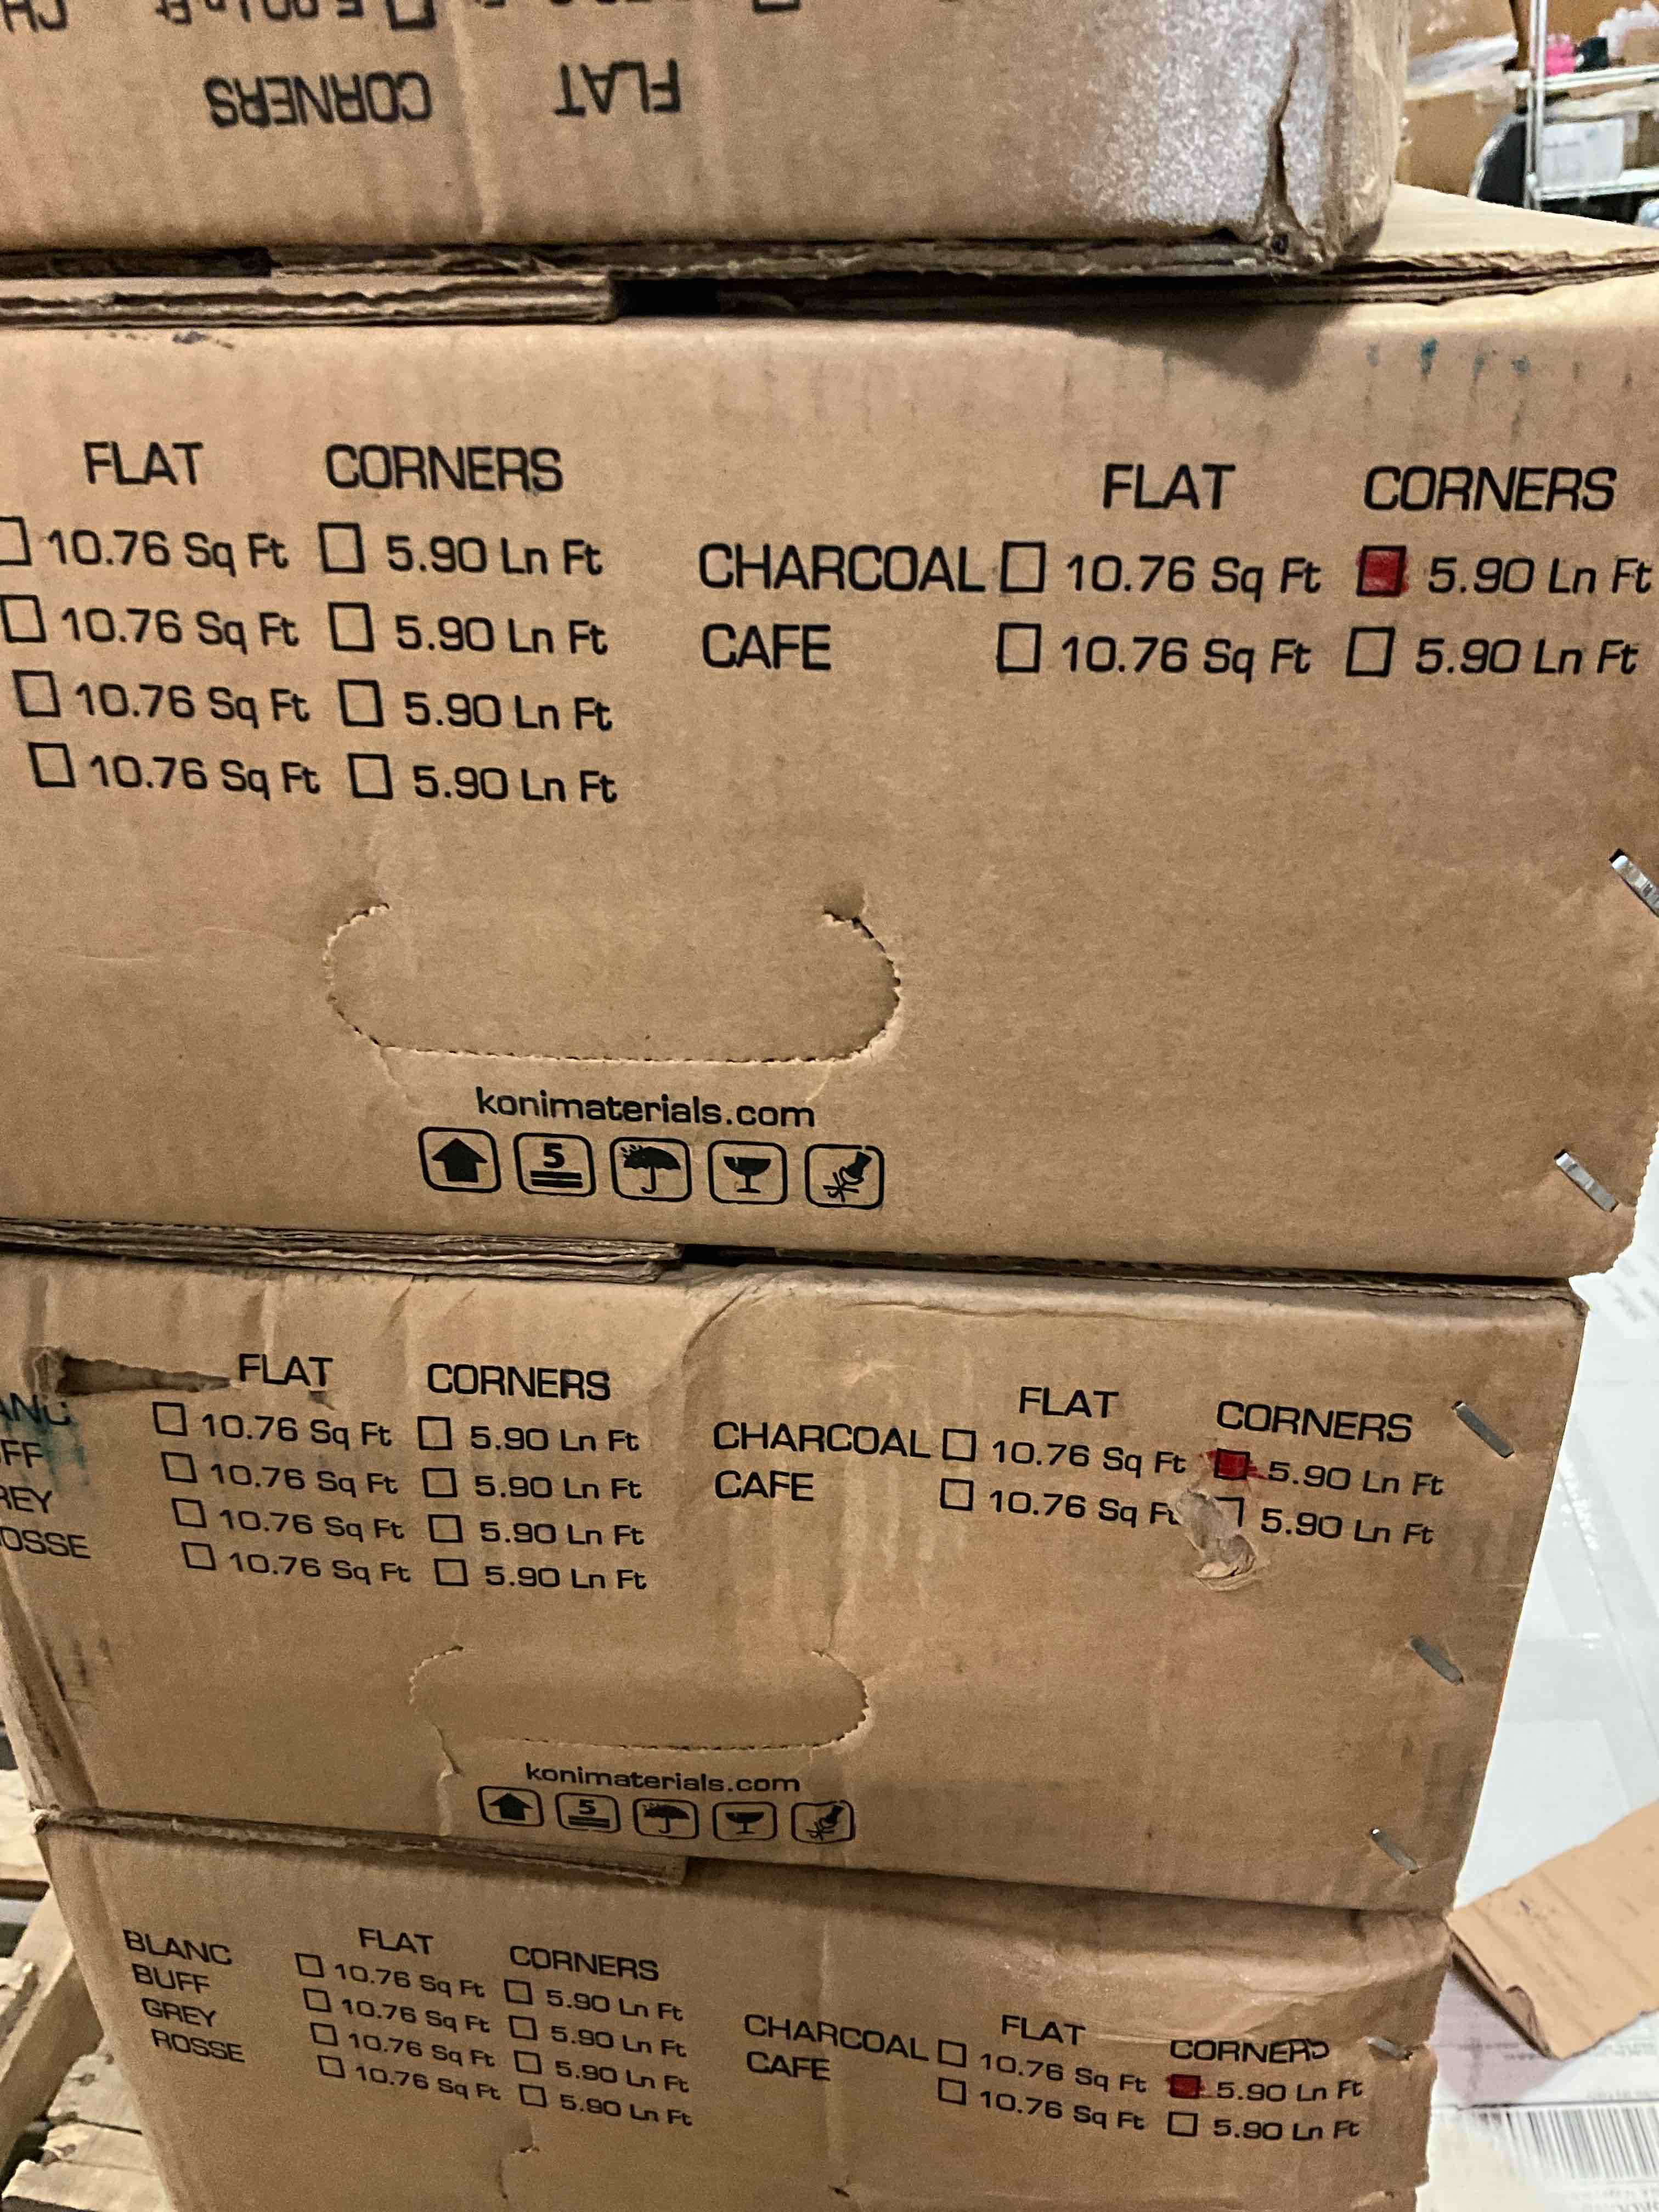 CORNERS FLAT
FLAT CORNERS FLAT CORNERS
10.76 Sq Ft 5.90 Ln Ft CHARCOAL 10.76 Sq Ft 5.90 Ln Ft
10.76 Sq Ft 5.90 Ln Ft CAFE 10.76 Sq Ft 5.90 Ln Ft
10.76 Sq Ft 5.90 Ln Ft
10.76 Sq Ft 5.90 Ln Ft
konimaterials.com
5
FLAT CORNERS FLAT CORNERS
10.76 Sq Ft 5.90 Ln Ft CHARCOAL 10.76 Sq Ft 5.90 Ln Ft
10.76 Sq Ft 5.90 Ln Ft CAFE 10.76 Sq Ft 5.90 Ln Ft
10.76 Sq Ft 5.90 Ln Ft
OSSE 10.76 Sq Ft 5.90 Ln Ft
konimaterials.com
5
FLAT CORNERS FLAT CORNERS
BLANC 10.76 Sq Ft 5.90 Ln Ft CHARCOAL 10.76 Sq Ft 5.90 Ln Ft
BUFF 10.76 Sq Ft 5.90 Ln Ft CAFE 10.76 Sq Ft 5.90 Ln Ft
GREY 10.76 Sq Ft 5.90 Ln Ft
ROSSE 10.76 Sq Ft 5.90 Ln Ft